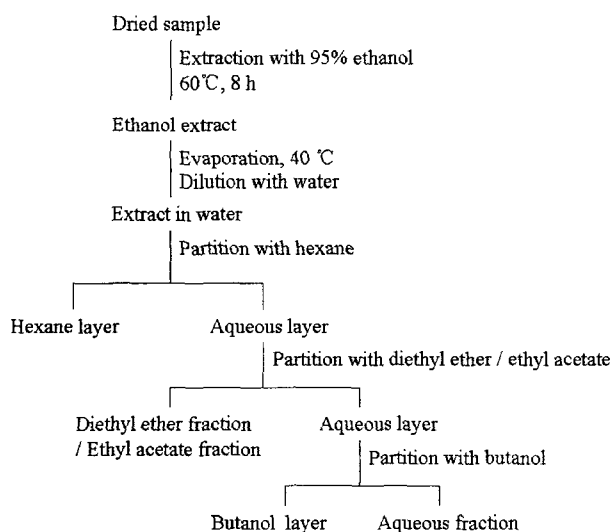 Dried sample
Extraction with 95% ethanol
60℃, 8 h
Ethanol extract
Evaporation, 40 ℃
Dilution with water
Extract in water
Partition with hexane
Hexane layer
Aqueous layer
Partition with diethyl ether / ethyl acetate
Diethyl ether fraction
/ Ethyl acetate fraction
Aqueous layer
Partition with butanol
Butanol layer
Aqueous fraction